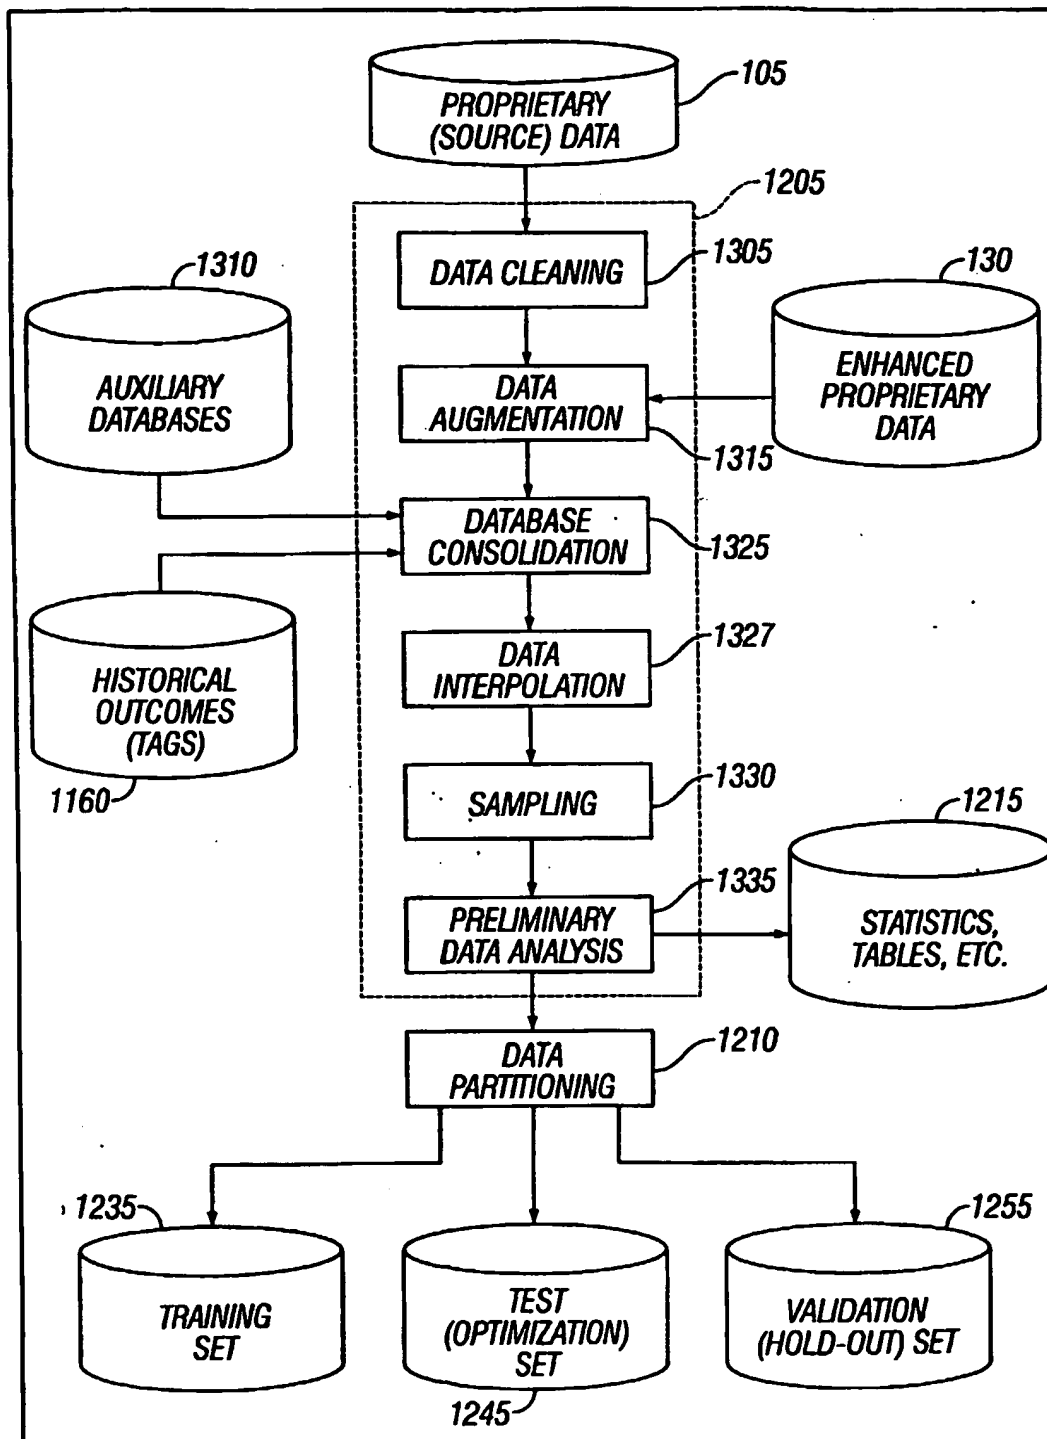 105
PROPRIETARY
(SOURCE) DATA
1205
1305
DATA CLEANING
1310
AUXILIARY
DATABASES
130
ENHANCED
PROPRIETARY
DATA
DATA
AUGMENTATION
1315
DATABASE
CONSOLIDATION
1325
HISTORICAL
OUTCOMES
(TAGS)
1160
1327
DATA
INTERPOLATION
1330
SAMPLING
1335
PRELIMINARY
DATA ANALYSIS
1215
STATISTICS,
TABLES, ETC.
1210
DATA
PARTITIONING
1235
TRAINING
SET
TEST
(OPTIMIZATION)
SET
1245
1255
VALIDATION
(HOLD-OUT) SET